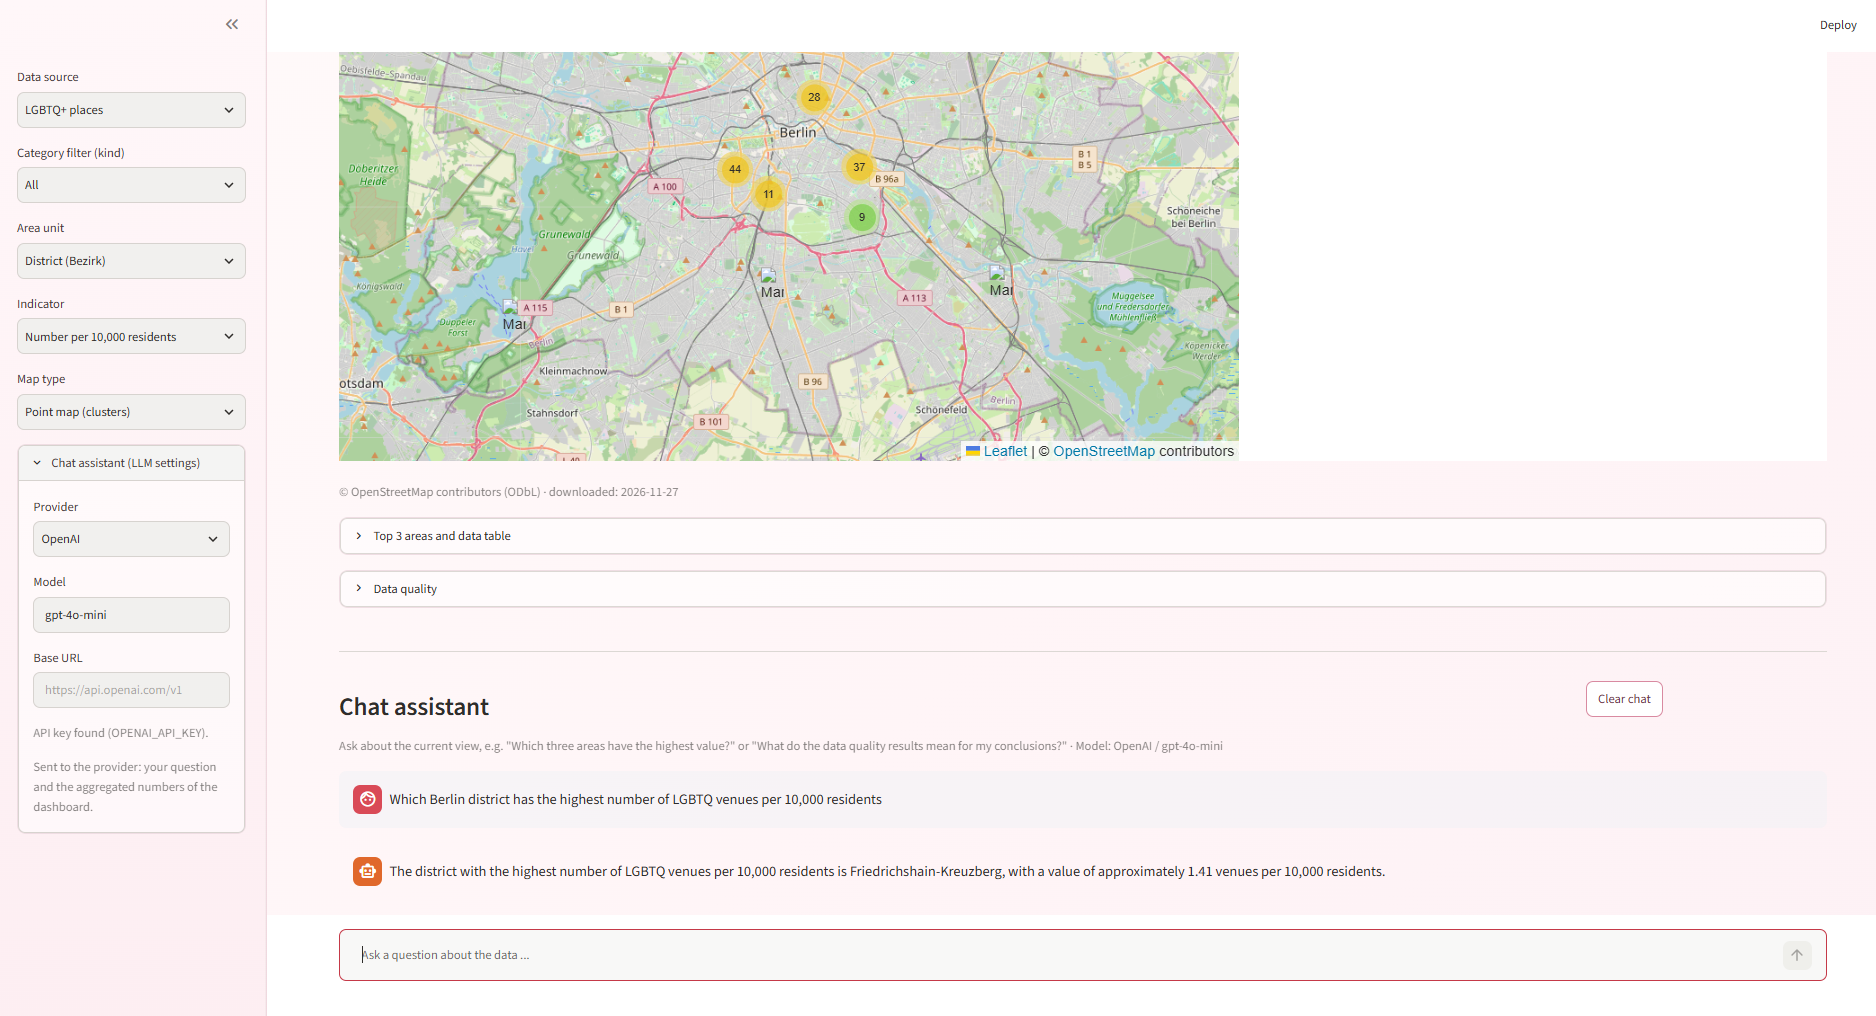 Deploy
Data source
LGBTQ+ places
Category filter (kind)
All
Area unit
District (Bezirk)
Indicator
Number per 10,000 residents
Map type
Point map (clusters)
Chat assistant (LLM settings)
Provider
OpenAI
Model
gpt-4o-mini
Base URL
https://api.openai.com/v1
API key found (OPENAI_API_KEY).
Sent to the provider: your question
and the aggregated numbers of the
dashboard.
28
Berlin
B 1
B 5
Döberitzer
Heide
44
37
A 100
B 96a
11
9
Schöneiche
bei Berlin
Grunewald
Grunewald
Havel
Königswald
Mar
Mar
Mar
A 115
B 1
A 113
Müggelsee
und Fredersdorfer
Mühlenfließ
Düppeler
Forst
Berlin
Köpenicker
Werder
Kleinmachnow
otsdam
B 96
Stahnsdorf
Schönefeld
Berlin
B 101
Leaflet | © OpenStreetMap contributors
© OpenStreetMap contributors (ODbL) · downloaded: 2026-11-27
Top 3 areas and data table
Data quality
Chat assistant
Clear chat
Ask about the current view, e.g. "Which three areas have the highest value?" or "What do the data quality results mean for my conclusions?" · Model: OpenAI / gpt-4o-mini
Which Berlin district has the highest number of LGBTQ venues per 10,000 residents
The district with the highest number of LGBTQ venues per 10,000 residents is Friedrichshain-Kreuzberg, with a value of approximately 1.41 venues per 10,000 residents.
Ask a question about the data ...